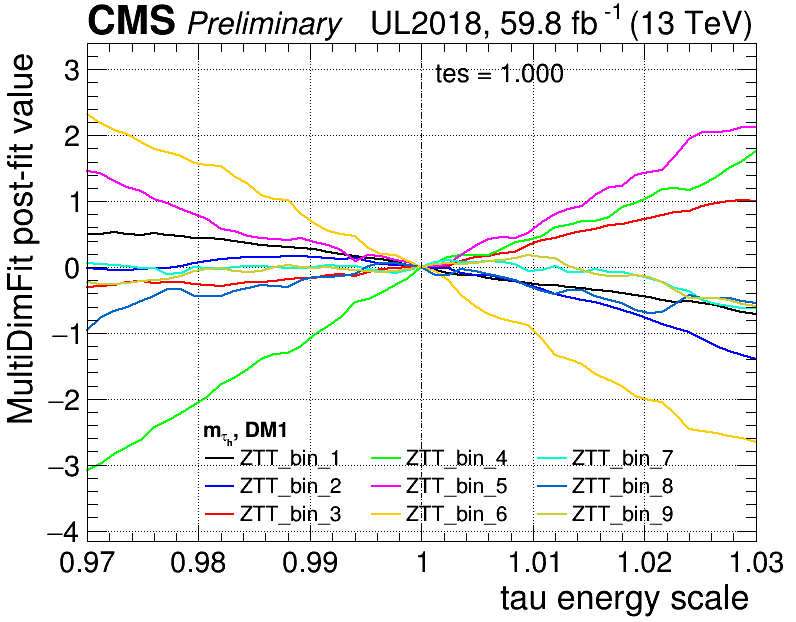 CMS Preliminary UL2018, 59.8 fb⁻¹ (13 TeV)
tes = 1.000
MultiDimFit post-fit value
3
2
1
0
−1
−2
−3
−4
m_τ_h, DM1
ZTT_bin_1 ZTT_bin_4 ZTT_bin_7
ZTT_bin_2 ZTT_bin_5 ZTT_bin_8
ZTT_bin_3 ZTT_bin_6 ZTT_bin_9
0.97 0.98 0.99 1 1.01 1.02 1.03
tau energy scale